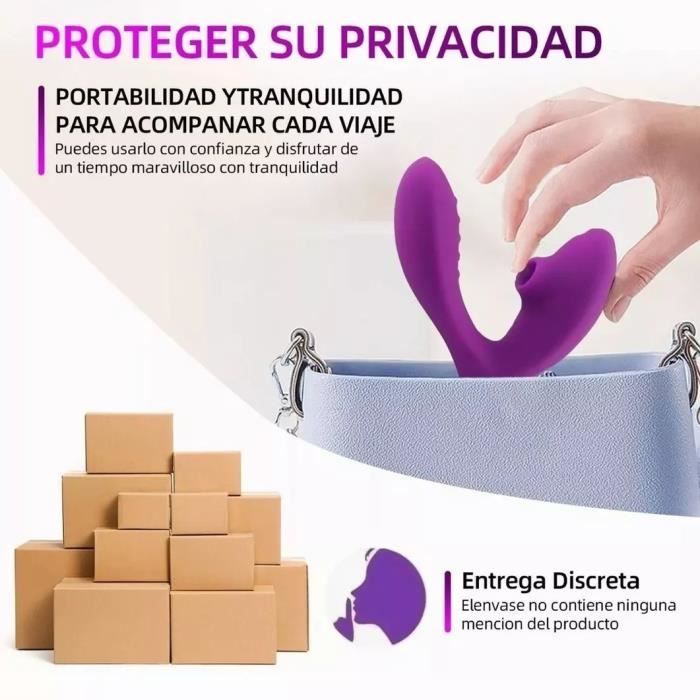 PROTEGER SU PRIVACIDAD
PORTABILIDAD YTRANQUILIDAD
PARA ACOMPANAR CADA VIAJE
Puedes usarlo con confianza y disfrutar de
un tiempo maravilloso con tranquilidad
Entrega Discreta
Elenvase no contiene ninguna
mencion del producto